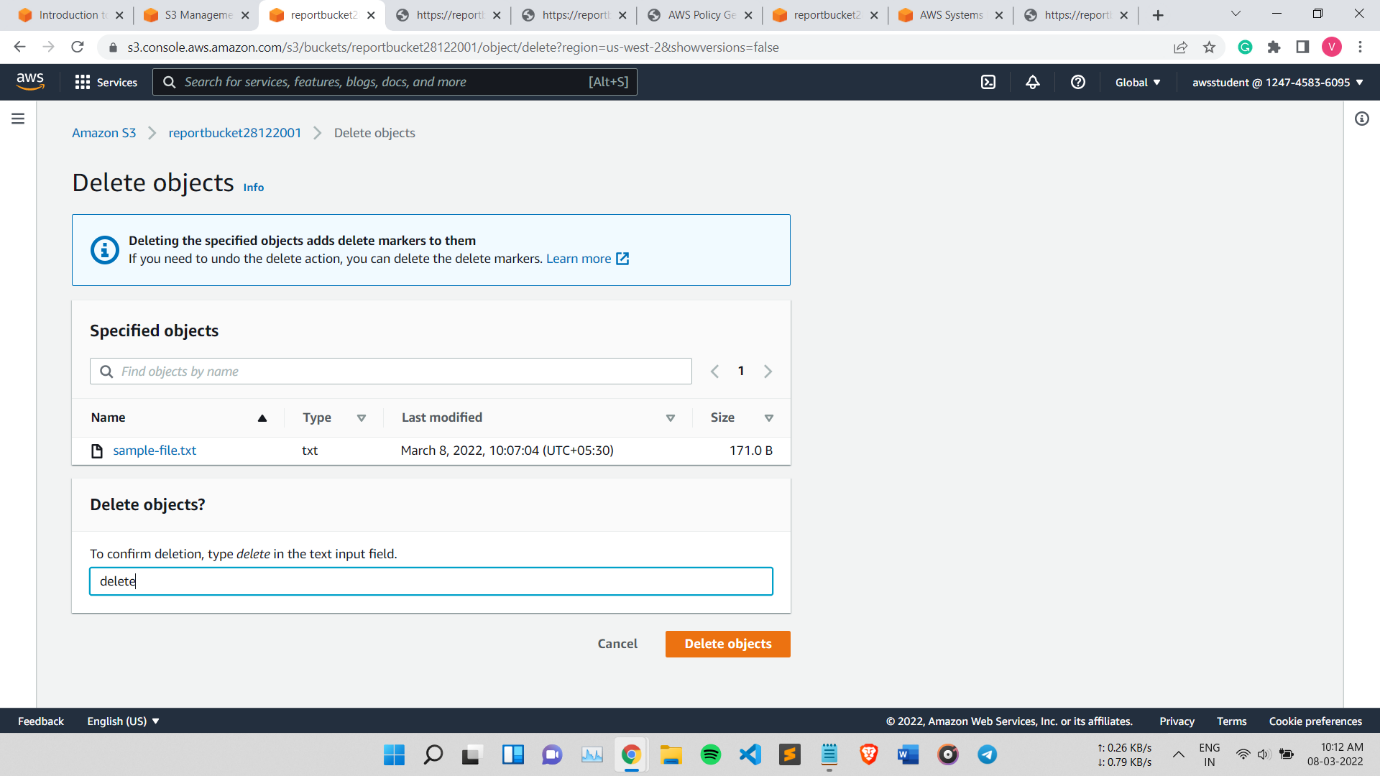 Introduction t
S3 Manageme
reportbucket2
https://reportb
https://reportb
AWS Policy Ge
reportbucket2
AWS Systems
https://report
s3.console.aws.amazon.com/s3/buckets/reportbucket28122001/object/delete?region=us-west-2&showversions=false
V
aws
Services
Search for services, features, blogs, docs, and more
[Alt+S]
Global ▼
awsstudent @ 1247-4583-6095 ▼
Amazon S3 > reportbucket28122001 > Delete objects
Delete objects Info
Deleting the specified objects adds delete markers to them
If you need to undo the delete action, you can delete the delete markers. Learn more
Specified objects
Find objects by name
1
Name Type Last modified Size
sample-file.txt txt March 8, 2022, 10:07:04 (UTC+05:30) 171.0 B
Delete objects?
To confirm deletion, type delete in the text input field.
delete
Cancel Delete objects
Feedback English (US) ▼ © 2022, Amazon Web Services, Inc. or its affiliates. Privacy Terms Cookie preferences
↑: 0.26 KB/s
↓: 0.79 KB/s
ENG
IN
10:12 AM
08-03-2022